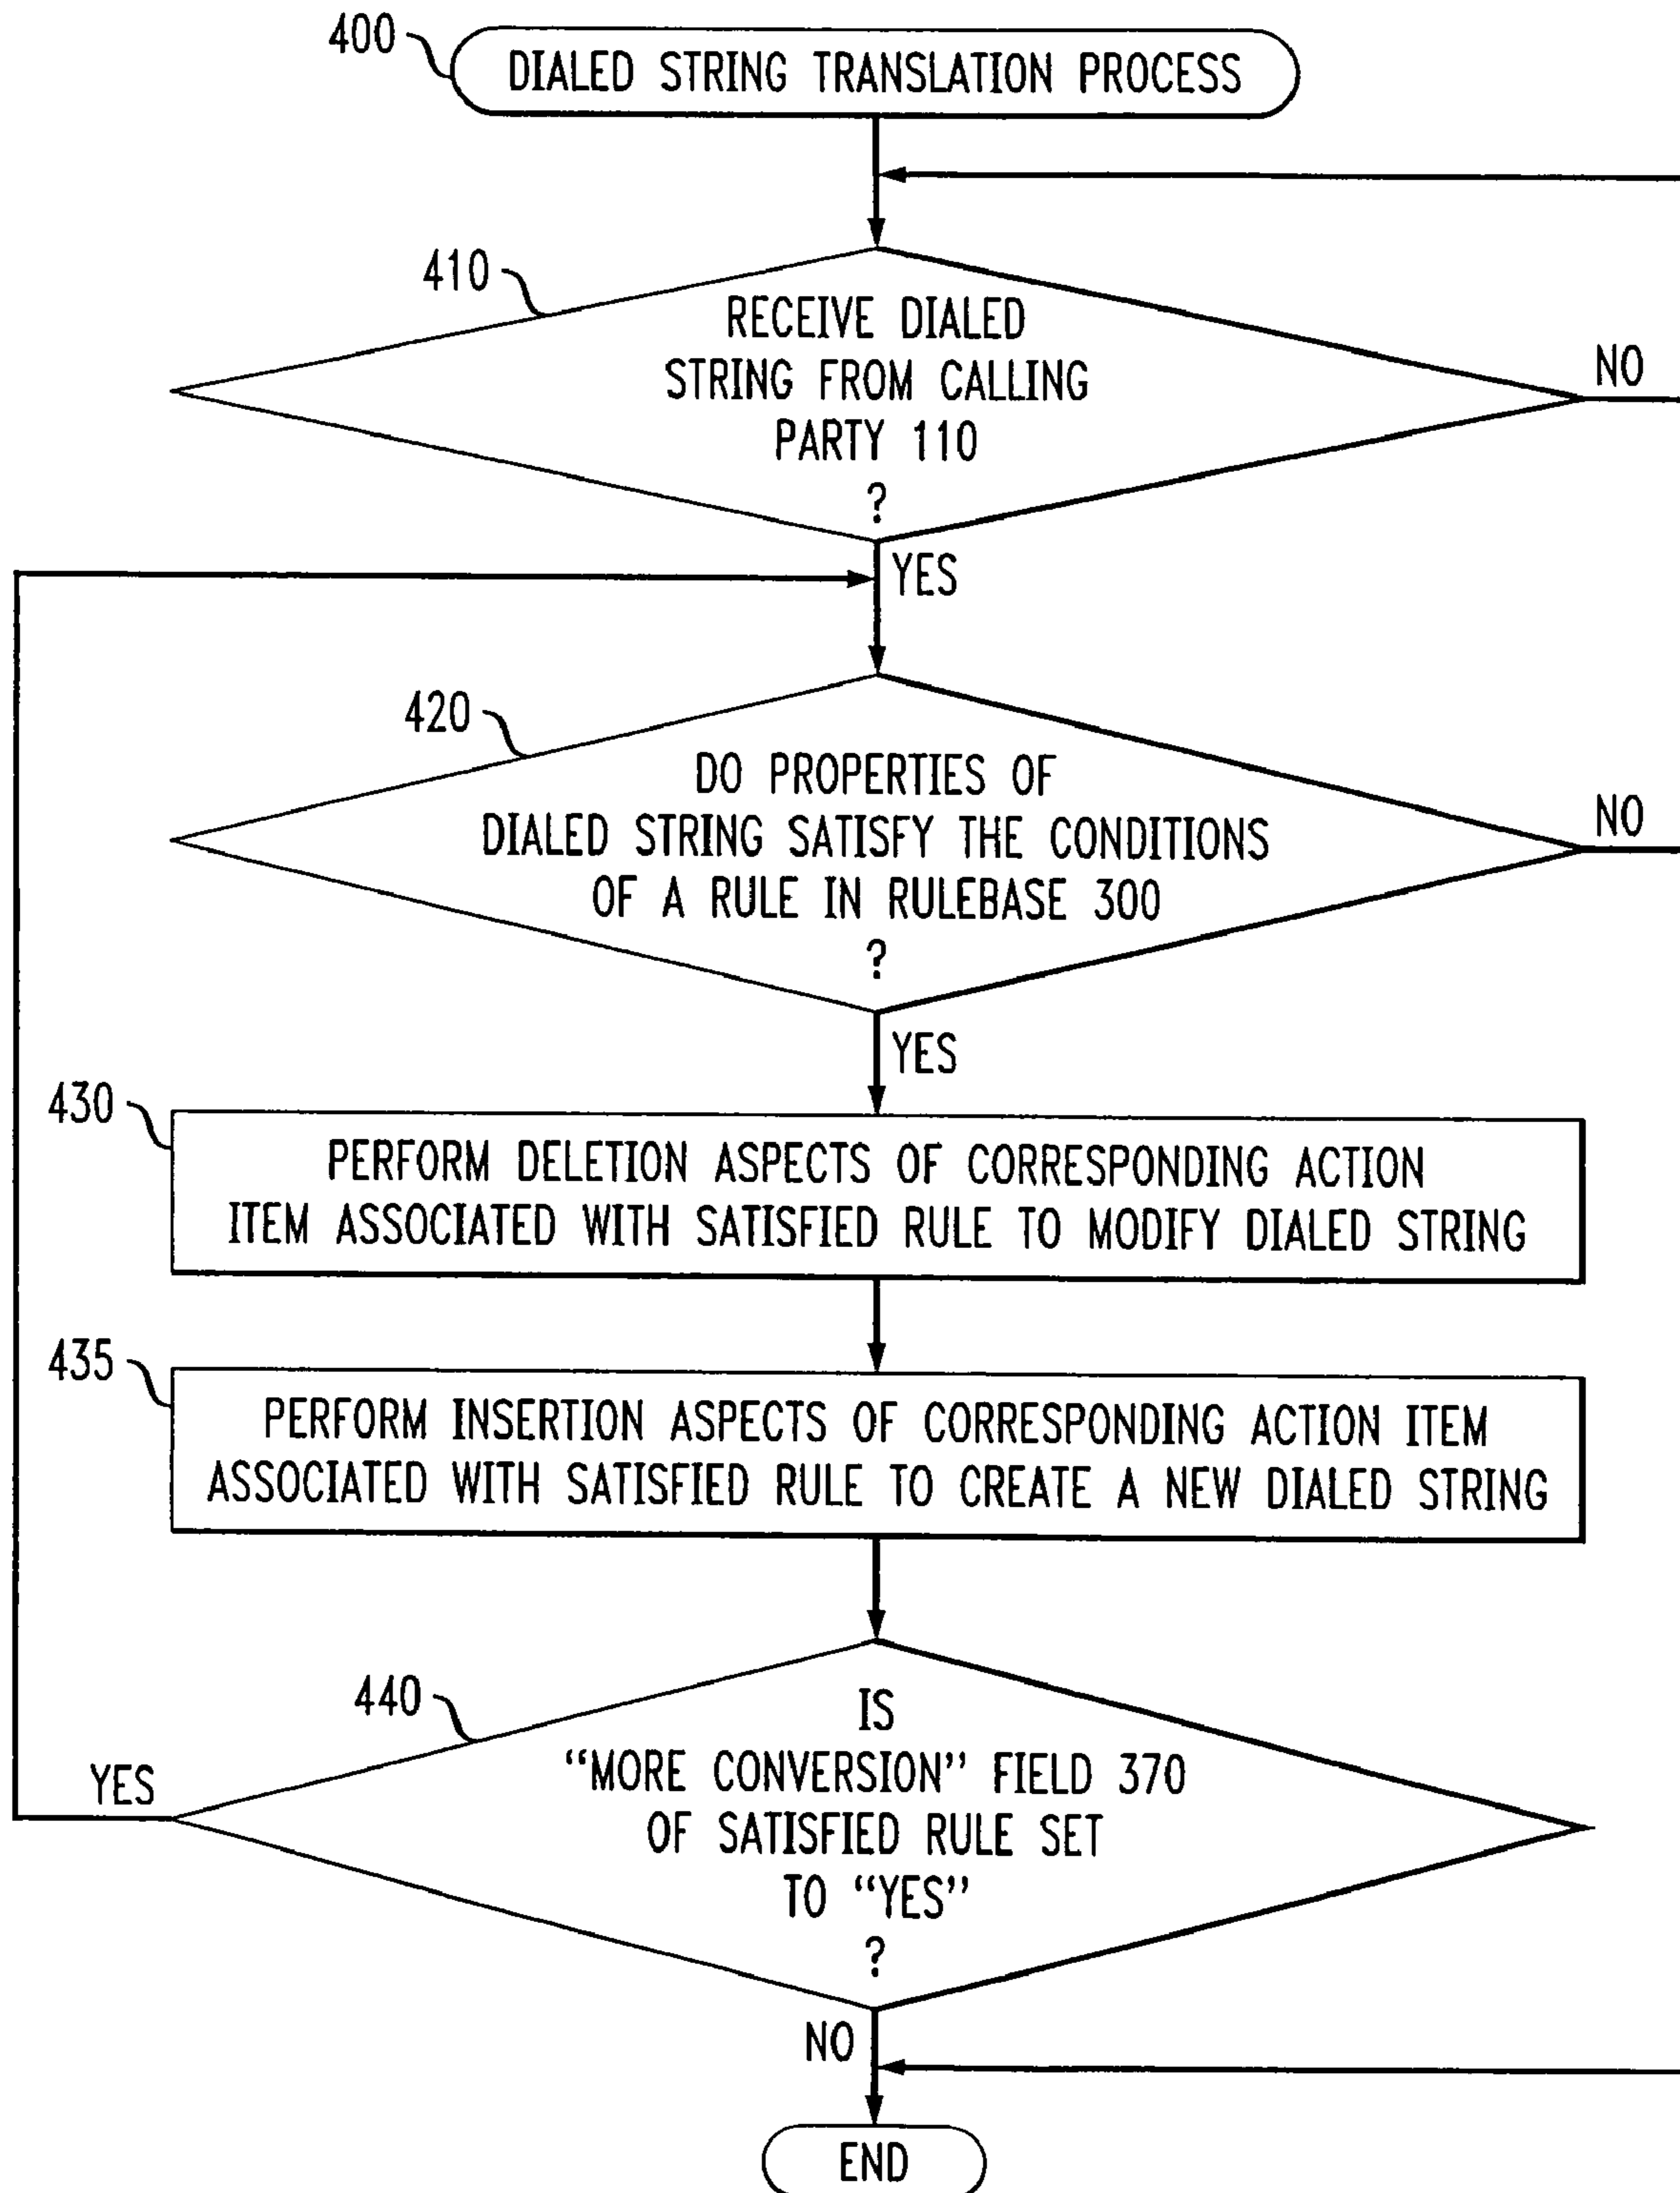 400
DIALED STRING TRANSLATION PROCESS
410
RECEIVE DIALED
STRING FROM CALLING
PARTY 110
?
NO
YES
420
DO PROPERTIES OF
DIALED STRING SATISFY THE CONDITIONS
OF A RULE IN RULEBASE 300
?
NO
YES
430
PERFORM DELETION ASPECTS OF CORRESPONDING ACTION
ITEM ASSOCIATED WITH SATISFIED RULE TO MODIFY DIALED STRING
435
PERFORM INSERTION ASPECTS OF CORRESPONDING ACTION ITEM
ASSOCIATED WITH SATISFIED RULE TO CREATE A NEW DIALED STRING
440
IS
“MORE CONVERSION” FIELD 370
OF SATISFIED RULE SET
TO “YES”
?
YES
NO
END